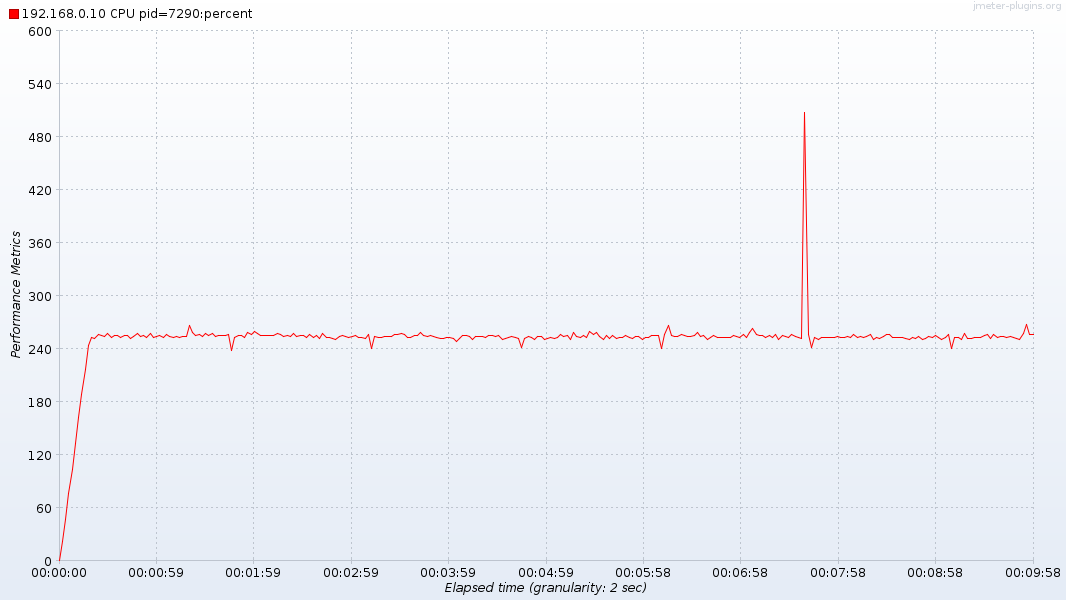 jmeter-plugins.org
192.168.0.10 CPU pid=7290:percent
600
540
480
420
360
300
240
180
120
60
0
Performance Metrics
00:00:00 00:00:59 00:01:59 00:02:59 00:03:59 00:04:59 00:05:58 00:06:58 00:07:58 00:08:58 00:09:58
Elapsed time (granularity: 2 sec)